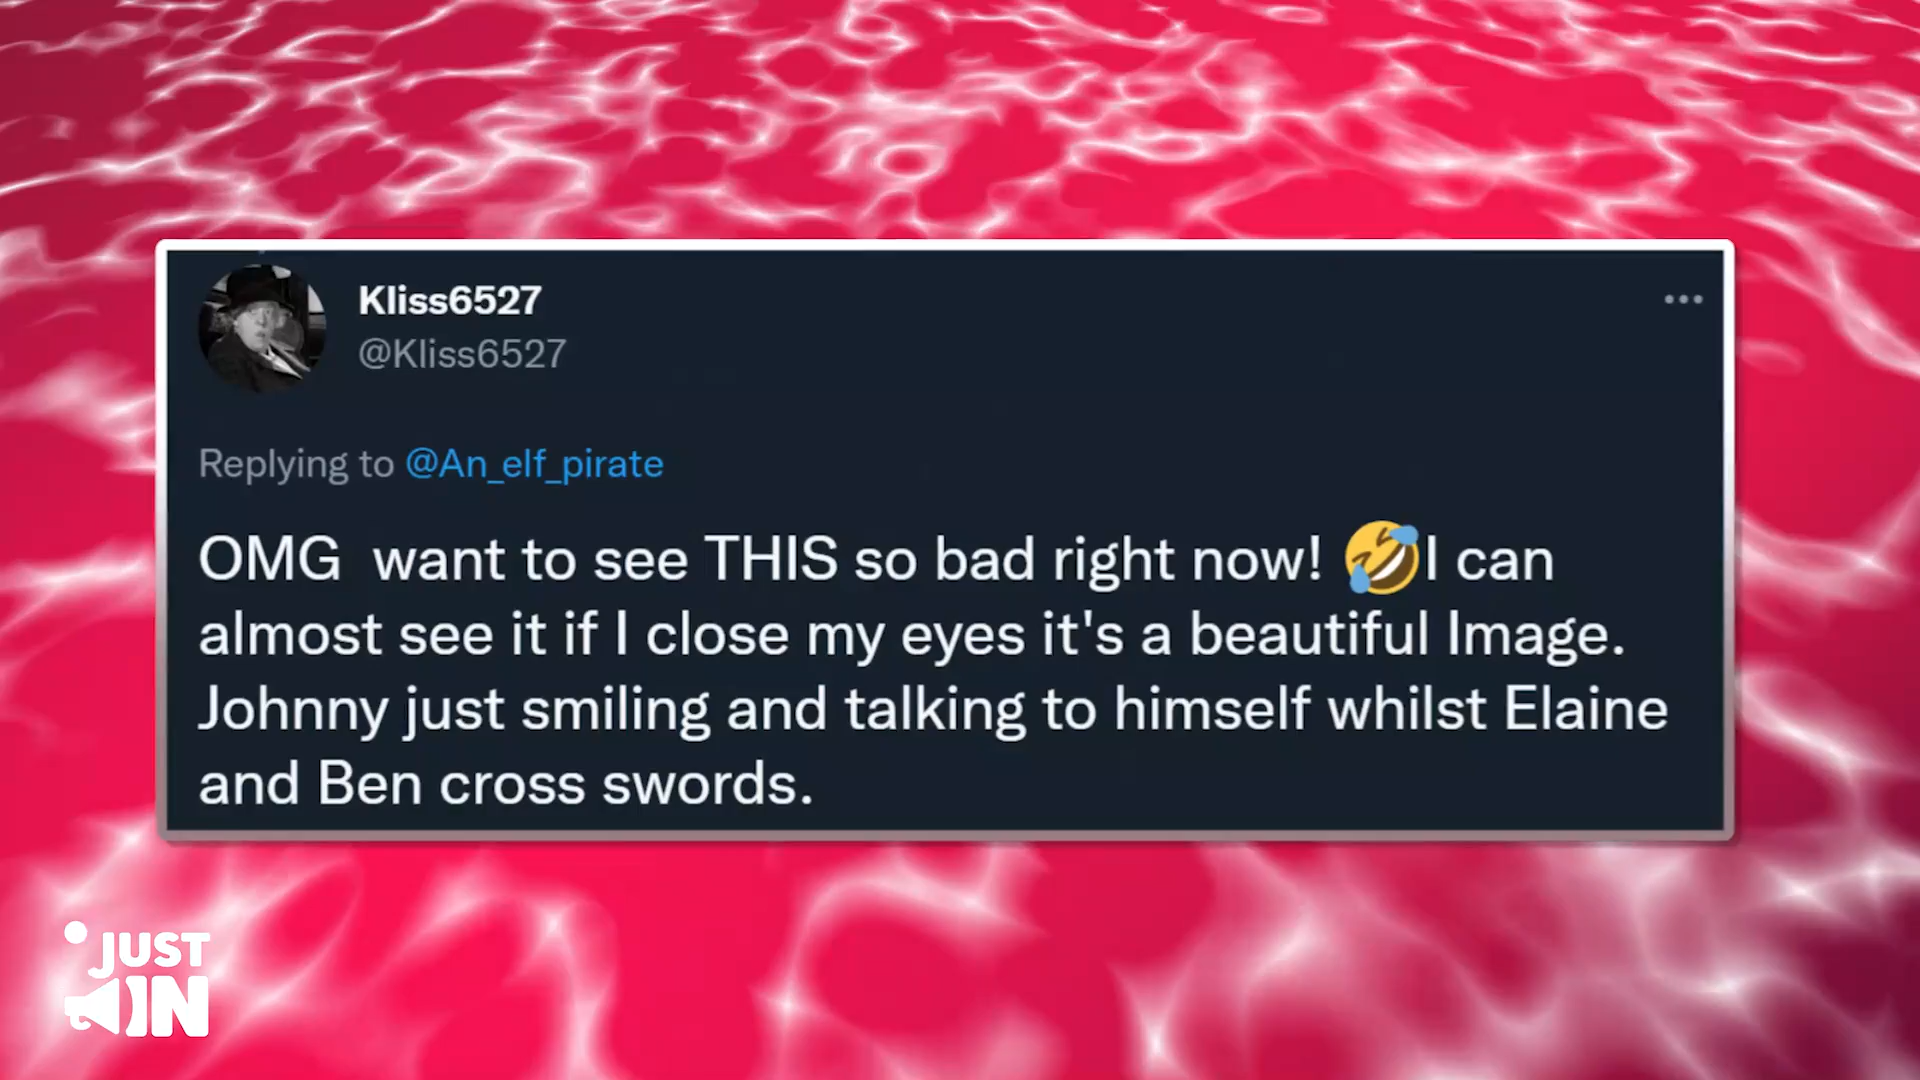 Kliss6527
@Kliss6527
Replying to @An_elf_pirate
OMG  want to see THIS so bad right now! 🤣I can
almost see it if I close my eyes it's a beautiful Image.
Johnny just smiling and talking to himself whilst Elaine
and Ben cross swords.
JUST
IN